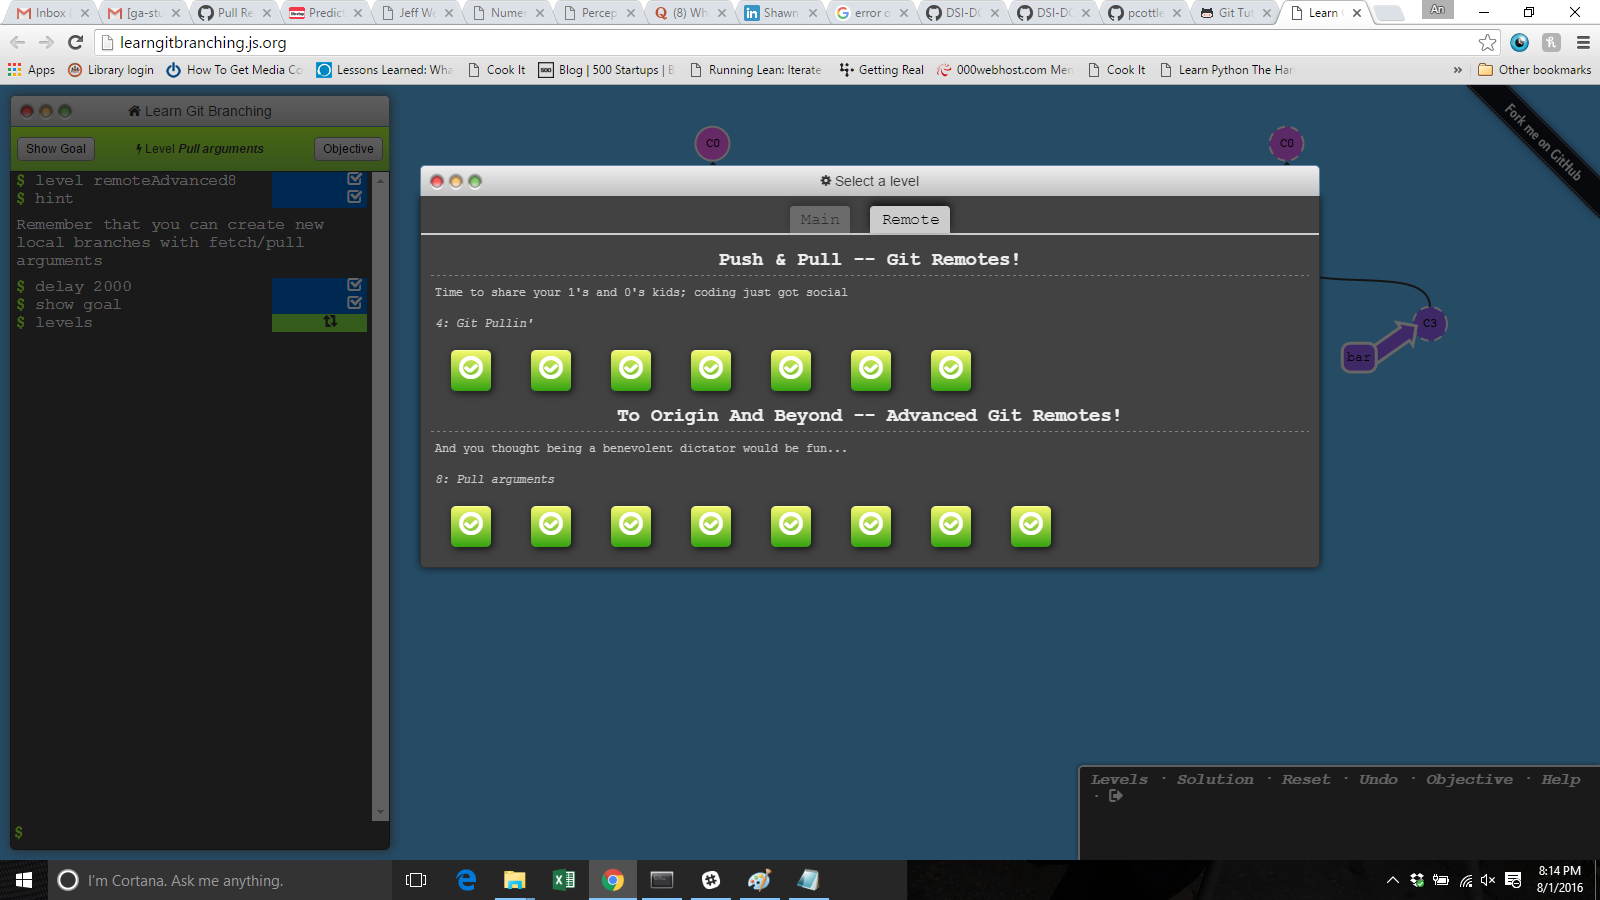 Inbox
[ga-stu
Pull Re
Predict
Jeff We
Numer
Percep
(8) Wh
Shawn
error o
DSI-DC
DSI-DC
pcottle
Git Tut
Learn
An
learngitbranching.js.org
Apps
Library login
How To Get Media Co
Lessons Learned: Wha
Cook It
500
Blog | 500 Startups | B
Running Lean: Iterate
Getting Real
000webhost.com Mem
Cook It
Learn Python The Har
»
Other bookmarks
Learn Git Branching
Show Goal
Level Pull arguments
Objective
$ level remoteAdvanced8
$ hint
Remember that you can create new
local branches with fetch/pull
arguments
$ delay 2000
$ show goal
$ levels
$
C0
C0
Fork me on GitHub
Select a level
Main
Remote
Push & Pull -- Git Remotes!
Time to share your 1's and 0's kids; coding just got social
4: Git Pullin'
To Origin And Beyond -- Advanced Git Remotes!
And you thought being a benevolent dictator would be fun...
8: Pull arguments
C3
bar
Levels · Solution · Reset · Undo · Objective · Help
·
I'm Cortana. Ask me anything.
8:14 PM
8/1/2016